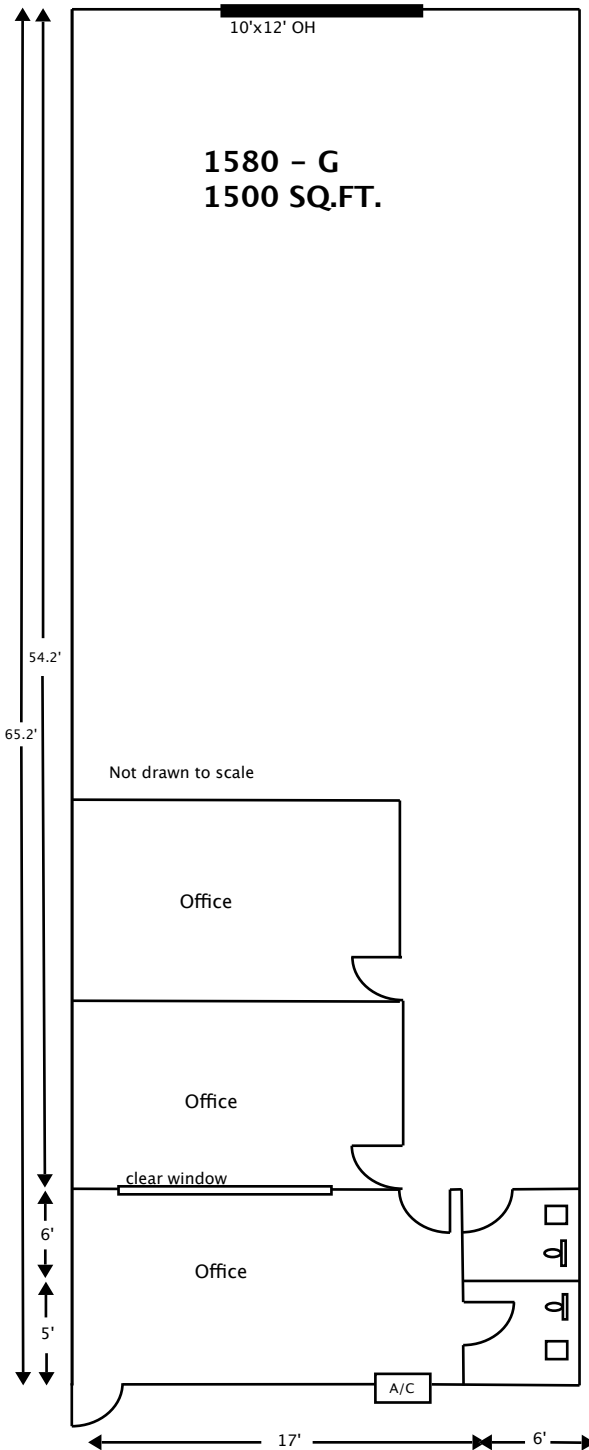 10'x12' OH
1580 – G
1500 SQ.FT.
54.2'
65.2'
Not drawn to scale
Office
Office
clear window
6'
Office
5'
A/C
17'
6'